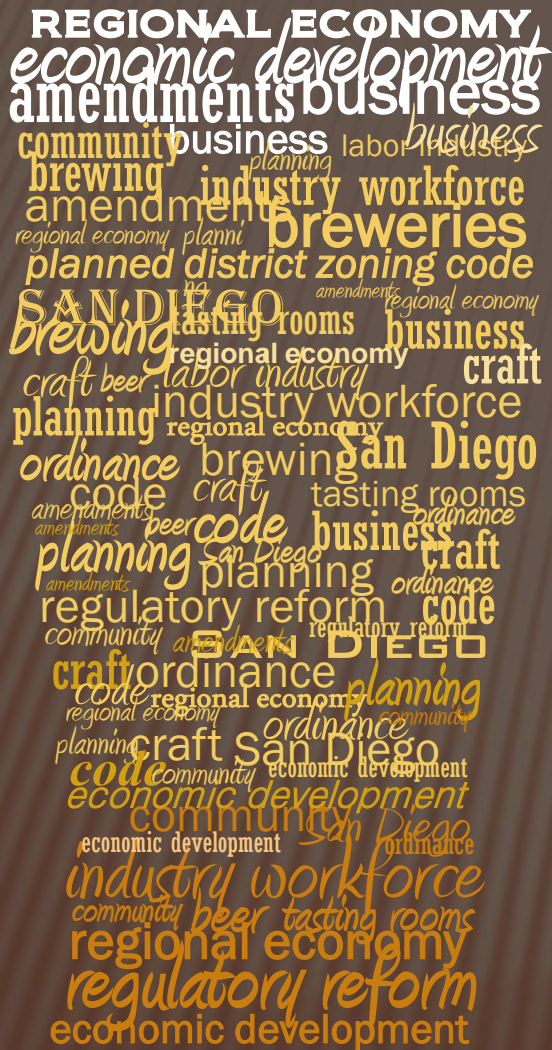 REGIONAL ECONOMY
economic development
amendments business
business
community business labor industry
planning
brewing industry workforce
amendments breweries
regional economy planni
planned district zoning code
ng amendments regional economy
SAN DIEGO tasting rooms
brewing business
regional economy craft
craft beer labor industry
industry workforce
planning regional economy San Diego
ordinance brewing
code craft tasting rooms
amendments ordinance
amendments beer code business
planning San Diego craft
planning
amendments ordinance
regulatory reform code
community amendments regulatory reform
SAN DIEGO
craft ordinance
code regional economy planning
regional economy community
ordinance
planning craft San Diego
code community economic development
economic development
community San Diego
economic development ordinance
industry workforce
community beer tasting rooms
regional economy
regulatory reform
economic development